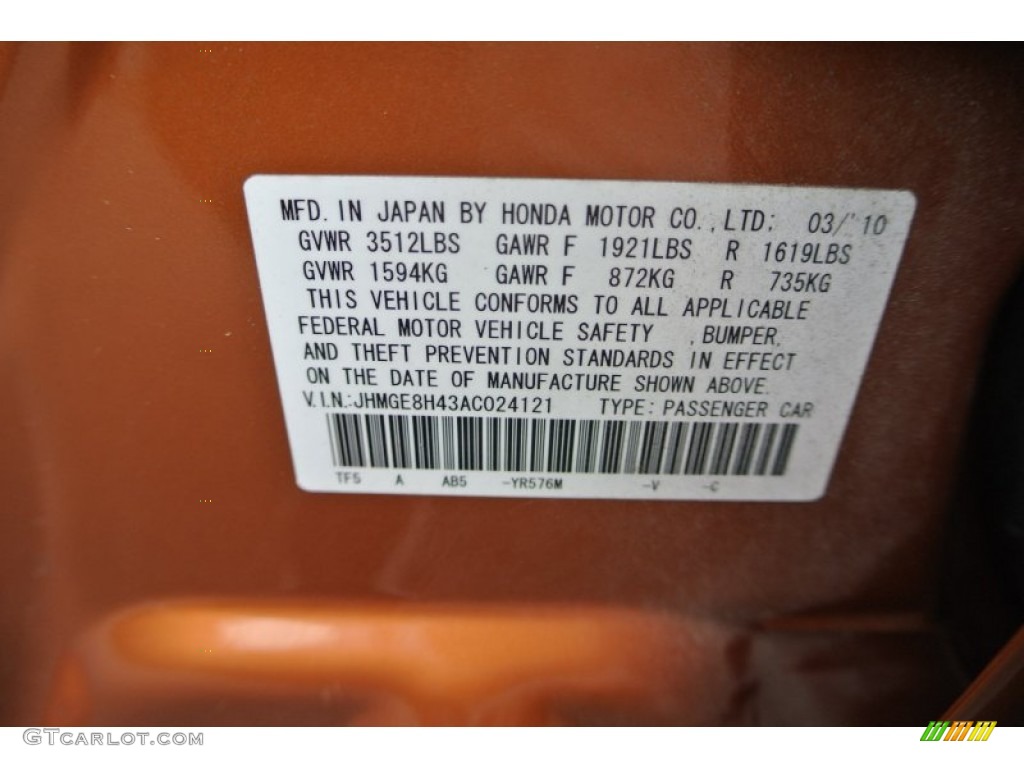 MFD. IN JAPAN BY HONDA MOTOR CO., LTD: 03/'10
GVWR 3512LBS GAWR F 1921LBS R 1619LBS
GVWR 1594KG GAWR F 872KG R 735KG
THIS VEHICLE CONFORMS TO ALL APPLICABLE
FEDERAL MOTOR VEHICLE SAFETY , BUMPER,
AND THEFT PREVENTION STANDARDS IN EFFECT
ON THE DATE OF MANUFACTURE SHOWN ABOVE.
V.I.N.:JHMGE8H43AC024121 TYPE: PASSENGER CAR
TF5 A AB5 -YR576M -V -C
GTCarLot.com